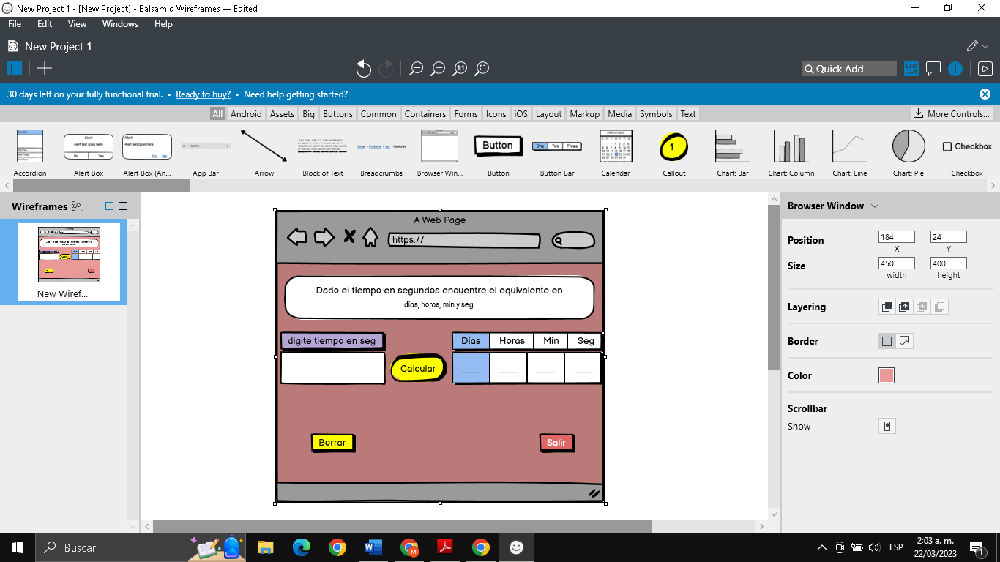 New Project 1 - [New Project] - Balsamiq Wireframes — Edited
File Edit View Windows Help
New Project 1
1:1
Quick Add
30 days left on your fully functional trial. • Ready to buy? • Need help getting started?
All Android Assets Big Buttons Common Containers Forms Icons iOS Layout Markup Media Symbols Text More Controls...
Button
One Two Three
1
Checkbox
Accordion Alert Box Alert Box (An... App Bar Arrow Block of Text Breadcrumbs Browser Win... Button Button Bar Calendar Callout Chart: Bar Chart: Column Chart: Line Chart: Pie Checkbox
Wireframes
New Wiref...
A Web Page
https://
Dado el tiempo en segundos encuentre el equivalente en
días, horas, min y seg.
digite tiempo en seg
Días Horas Min Seg
Calcular
Borrar
Salir
Browser Window
Position 184 24
X Y
Size 450 400
width height
Layering
Border
Color
Scrollbar
Show
Buscar
ESP
2:03 a. m.
22/03/2023
1